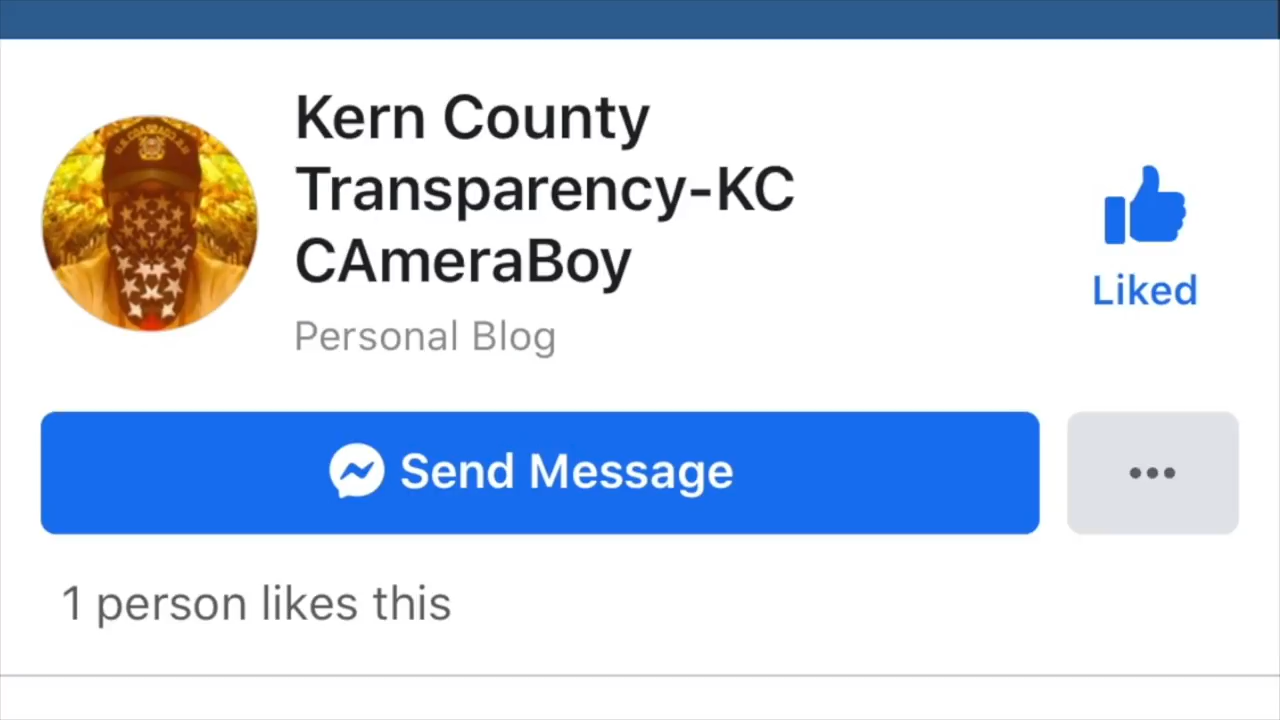 Kern County
Transparency-KC
CAmeraBoy
Liked
Personal Blog
Send Message
1 person likes this